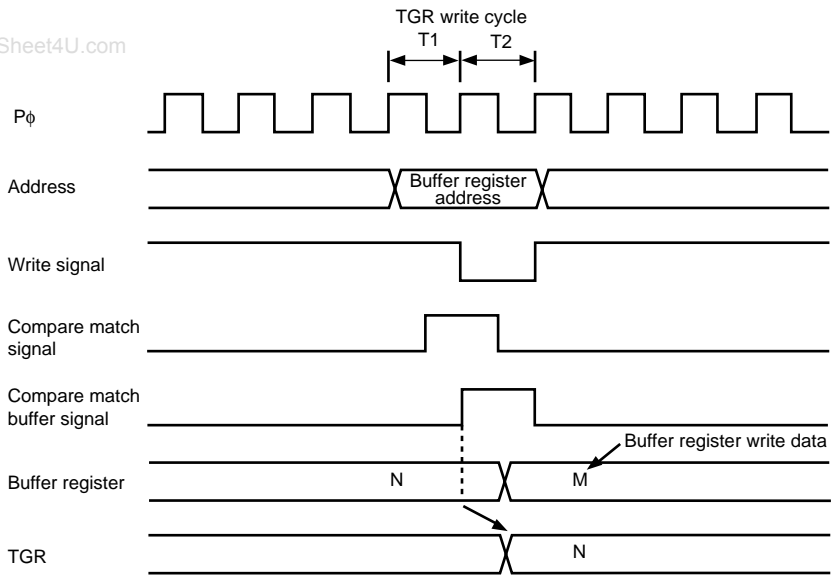 TGR write cycle
Sheet4U.com
T1 T2
Pϕ
Address
Buffer register
address
Write signal
Compare match
signal
Compare match
buffer signal
Buffer register write data
Buffer register
N M
TGR
N